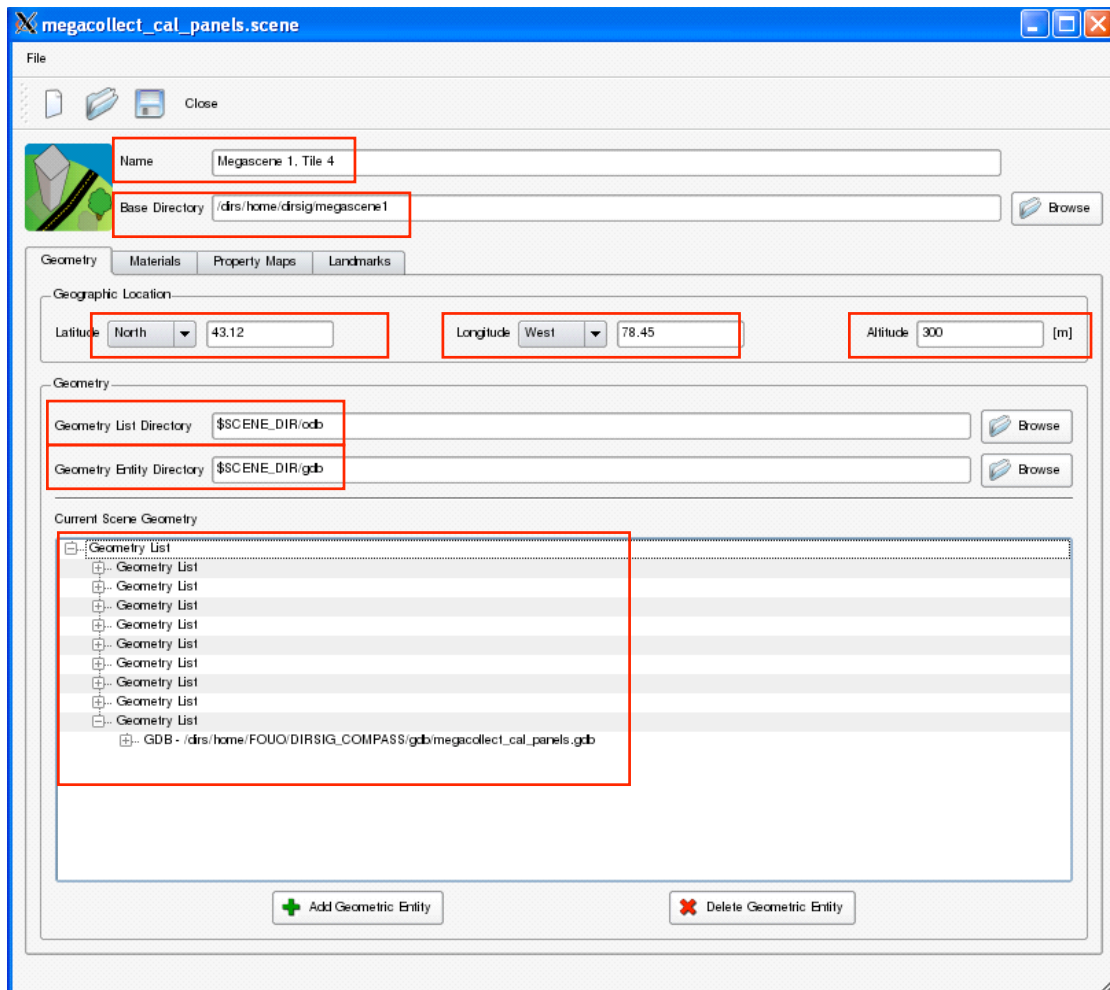 megacollect_cal_panels.scene
File
Close
Name Megascene 1, Tile 4
Base Directory /dirs/home/dirsig/megascene1 Browse
Geometry Materials Property Maps Landmarks
Geographic Location
Latitude North 43.12 Longitude West 78.45 Altitude 300 [m]
Geometry
Geometry List Directory $SCENE_DIR/odb Browse
Geometry Entity Directory $SCENE_DIR/gdb Browse
Current Scene Geometry
Geometry List
Geometry List
Geometry List
Geometry List
Geometry List
Geometry List
Geometry List
Geometry List
Geometry List
Geometry List
GDB - /dirs/home/FOUO/DIRSIG_COMPASS/gdb/megacollect_cal_panels.gdb
Add Geometric Entity Delete Geometric Entity